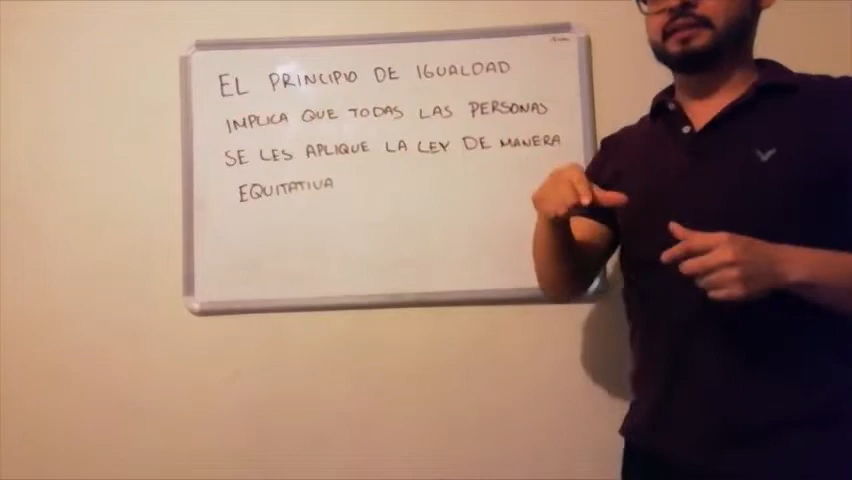 EL PRINCIPIO DE IGUALDAD
IMPLICA QUE TODAS LAS PERSONAS
SE LES APLIQUE LA LEY DE MANERA
EQUITATIVA